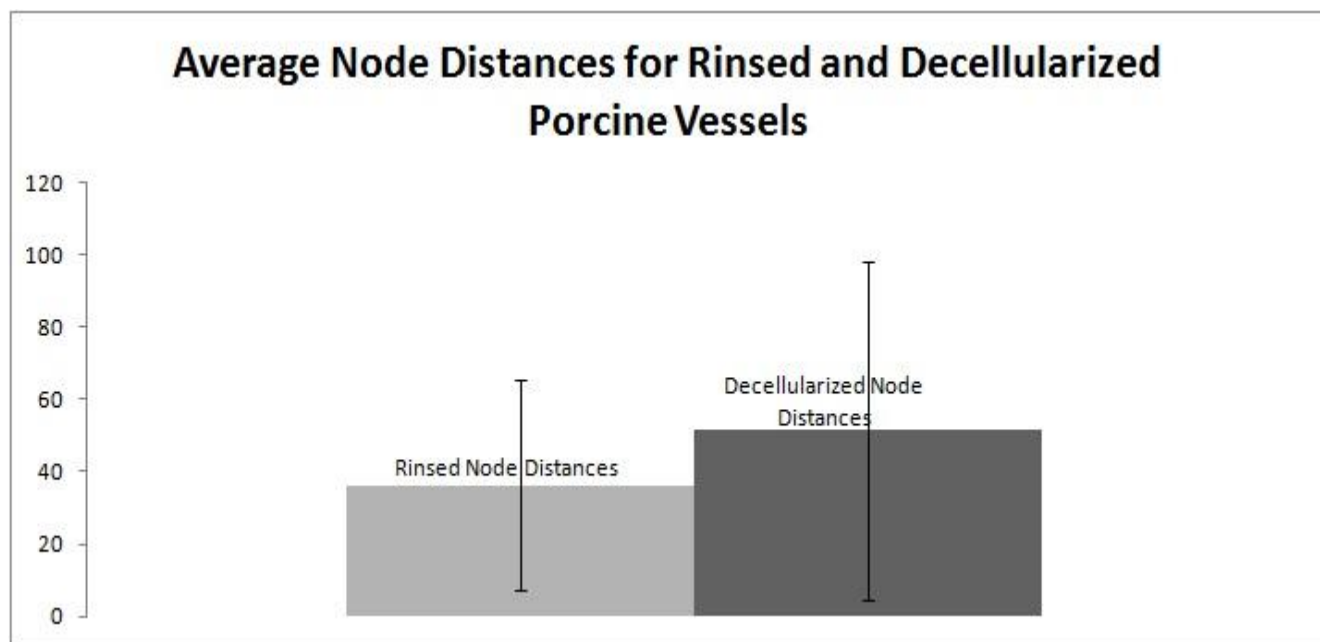 Average Node Distances for Rinsed and Decellularized
Porcine Vessels
120
100
80
60
40
20
0
Rinsed Node Distances
Decellularized Node
Distances